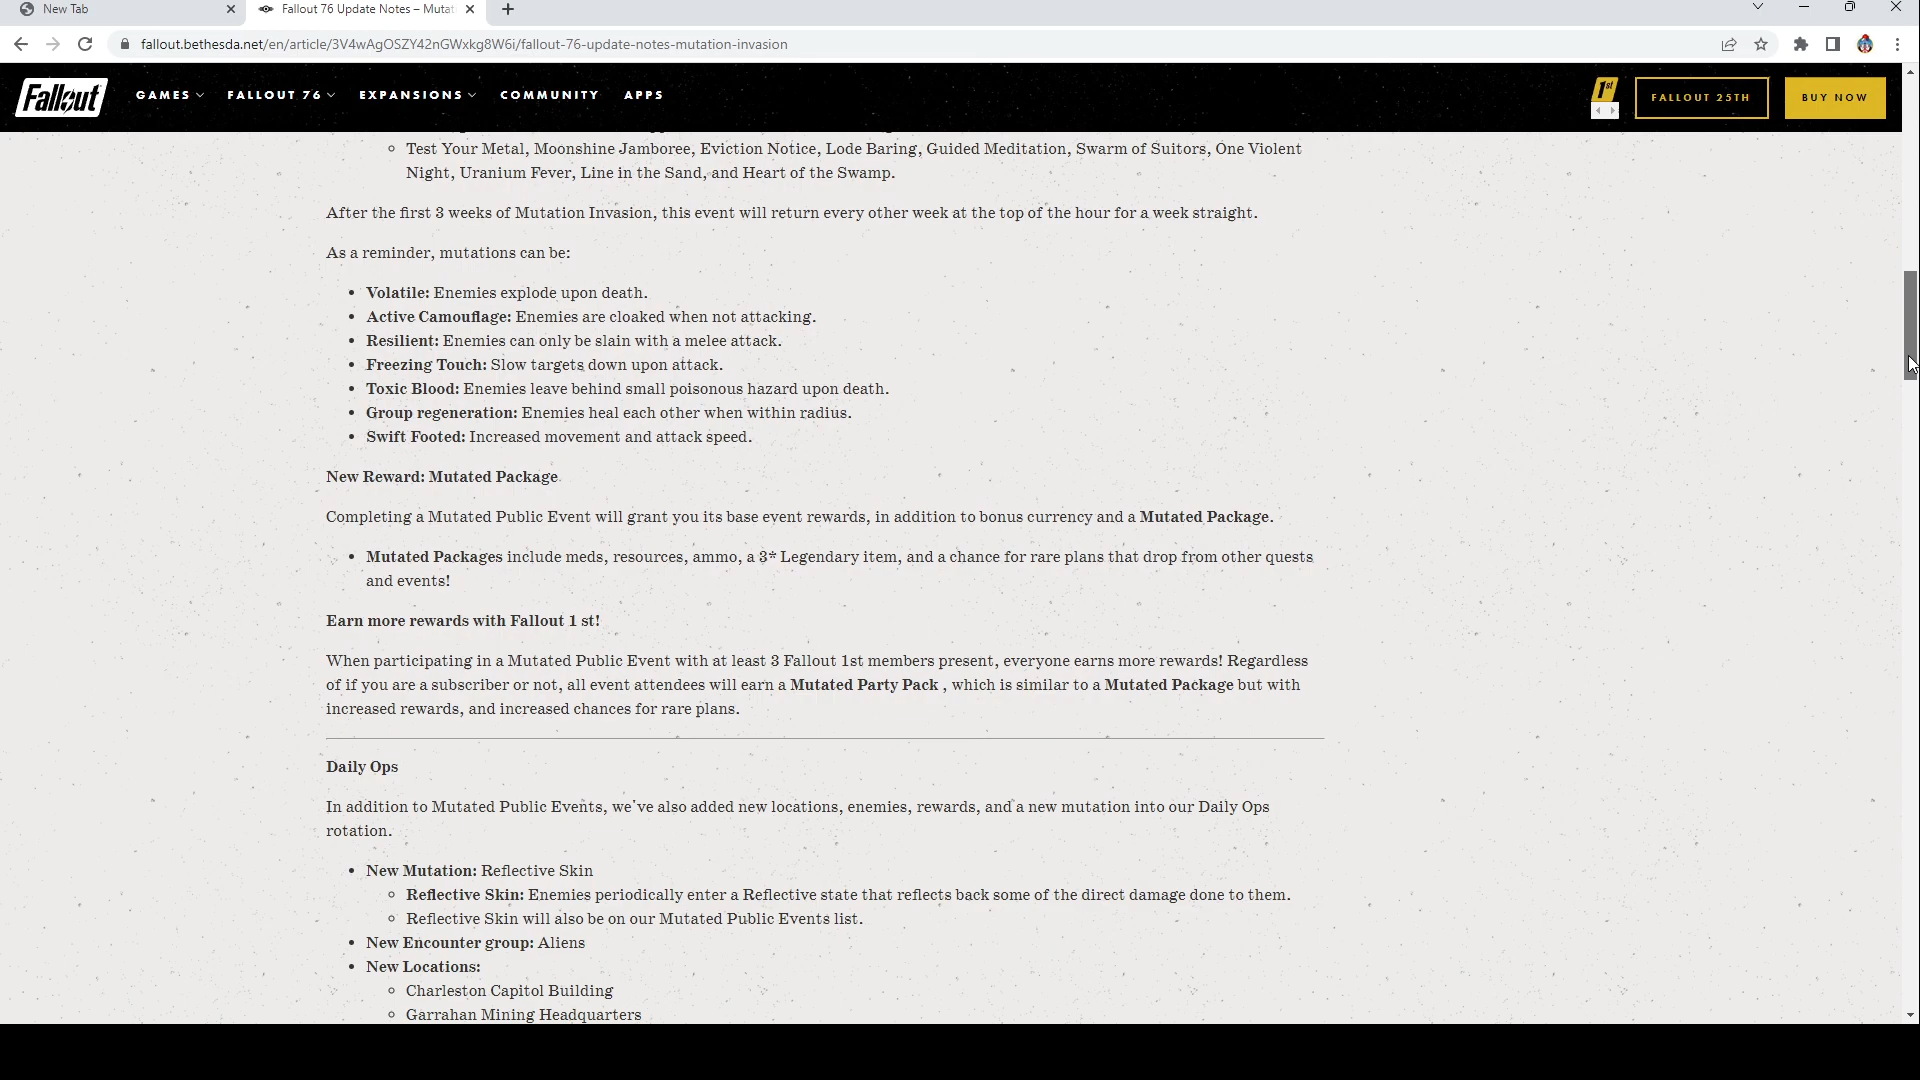 New Tab
Fallout 76 Update Notes – Mutat
fallout.bethesda.net/en/article/3V4wAgOSZY42nGWxkg8W6i/fallout-76-update-notes-mutation-invasion
Fallout
GAMES
FALLOUT 76
EXPANSIONS
COMMUNITY
APPS
1st
FALLOUT 25TH
BUY NOW
Test Your Metal, Moonshine Jamboree, Eviction Notice, Lode Baring, Guided Meditation, Swarm of Suitors, One Violent
Night, Uranium Fever, Line in the Sand, and Heart of the Swamp.
After the first 3 weeks of Mutation Invasion, this event will return every other week at the top of the hour for a week straight.
As a reminder, mutations can be:
• Volatile: Enemies explode upon death.
• Active Camouflage: Enemies are cloaked when not attacking.
• Resilient: Enemies can only be slain with a melee attack.
• Freezing Touch: Slow targets down upon attack.
• Toxic Blood: Enemies leave behind small poisonous hazard upon death.
• Group regeneration: Enemies heal each other when within radius.
• Swift Footed: Increased movement and attack speed.
New Reward: Mutated Package
Completing a Mutated Public Event will grant you its base event rewards, in addition to bonus currency and a Mutated Package.
• Mutated Packages include meds, resources, ammo, a 3* Legendary item, and a chance for rare plans that drop from other quests
and events!
Earn more rewards with Fallout 1 st!
When participating in a Mutated Public Event with at least 3 Fallout 1st members present, everyone earns more rewards! Regardless
of if you are a subscriber or not, all event attendees will earn a Mutated Party Pack , which is similar to a Mutated Package but with
increased rewards, and increased chances for rare plans.
Daily Ops
In addition to Mutated Public Events, we've also added new locations, enemies, rewards, and a new mutation into our Daily Ops
rotation.
• New Mutation: Reflective Skin
Reflective Skin: Enemies periodically enter a Reflective state that reflects back some of the direct damage done to them.
Reflective Skin will also be on our Mutated Public Events list.
• New Encounter group: Aliens
• New Locations:
Charleston Capitol Building
Garrahan Mining Headquarters